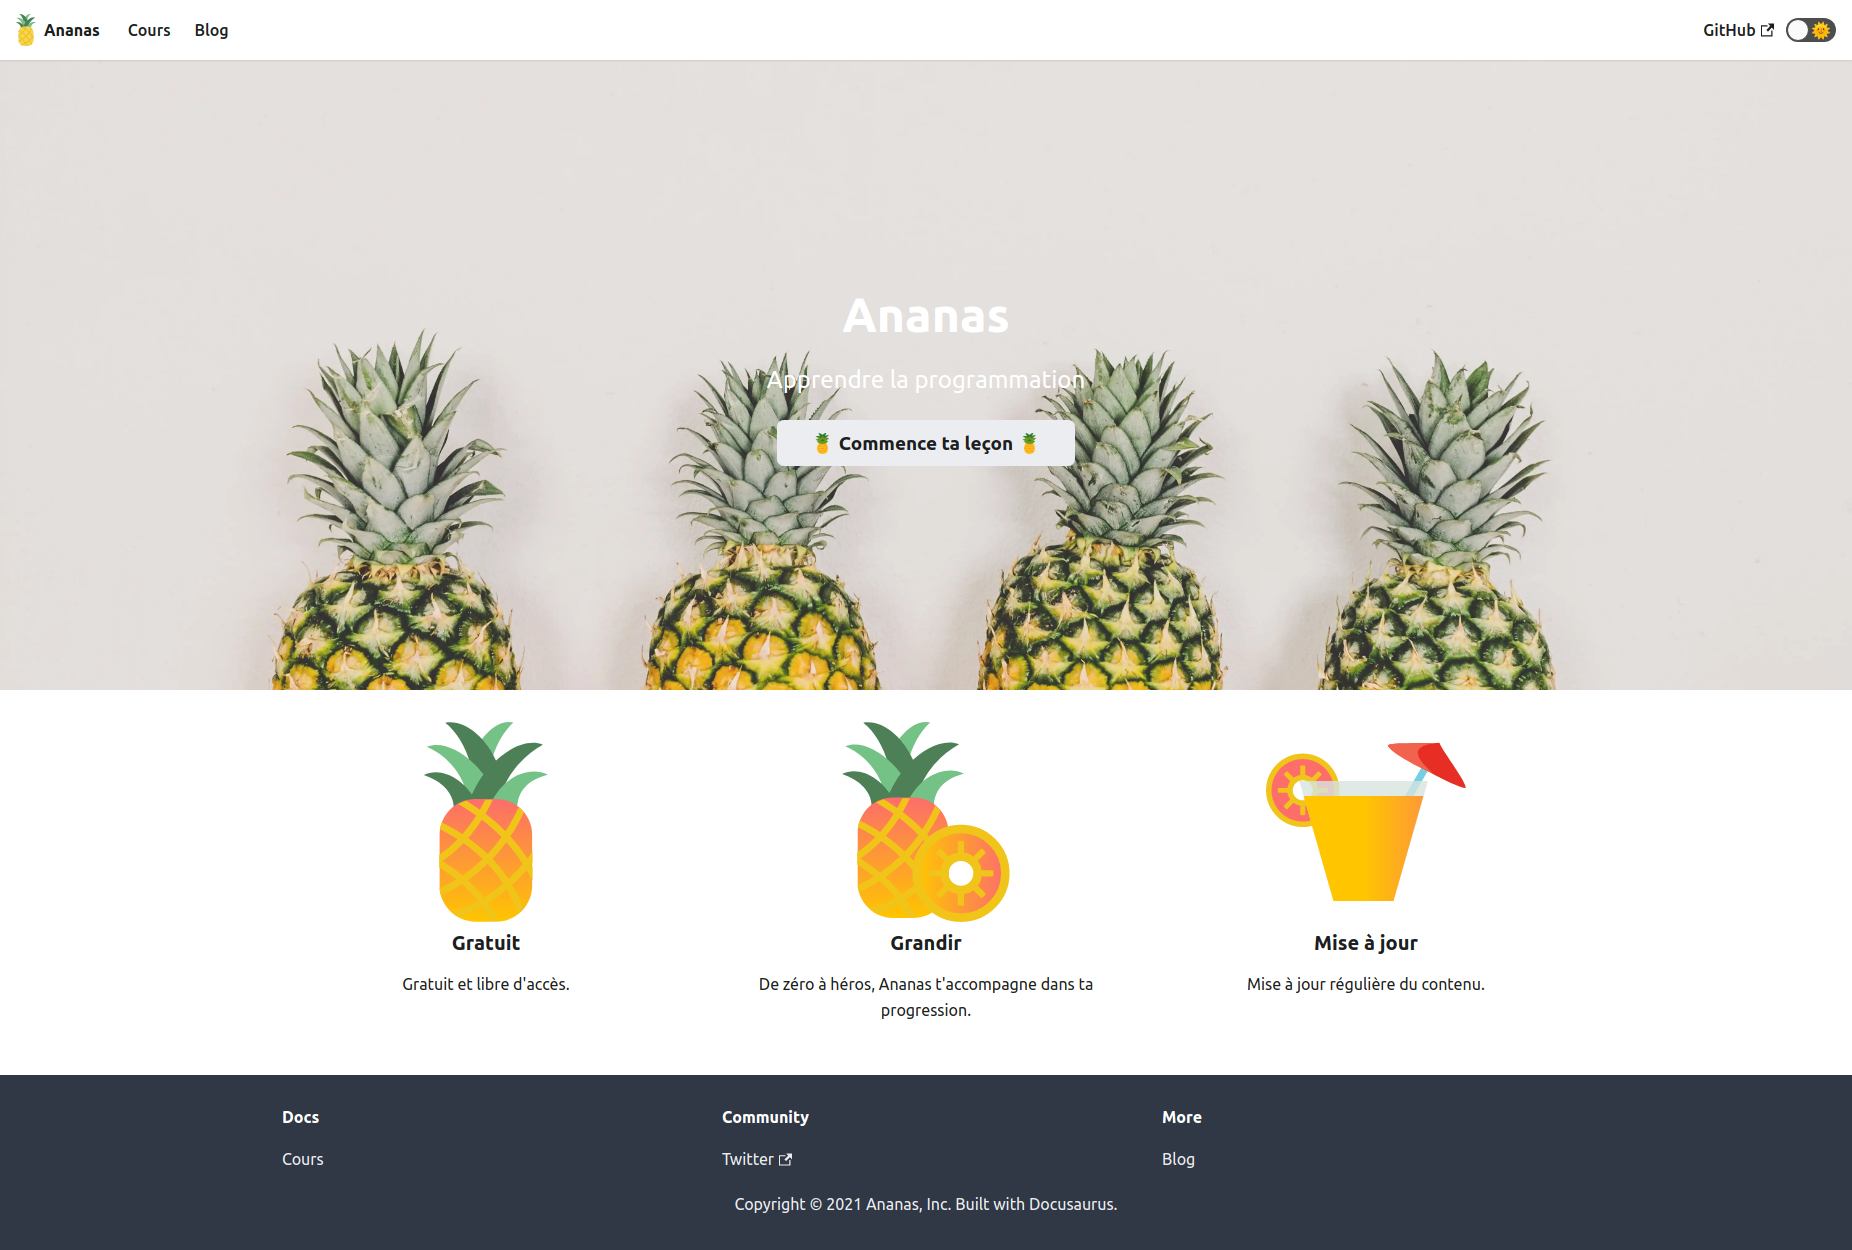 Ananas Cours Blog GitHub
Ananas
Apprendre la programmation
🍍 Commence ta leçon 🍍
Gratuit Grandir Mise à jour
Gratuit et libre d'accès. De zéro à héros, Ananas t'accompagne dans ta Mise à jour régulière du contenu.
progression.
Docs Community More
Cours Twitter Blog
Copyright © 2021 Ananas, Inc. Built with Docusaurus.